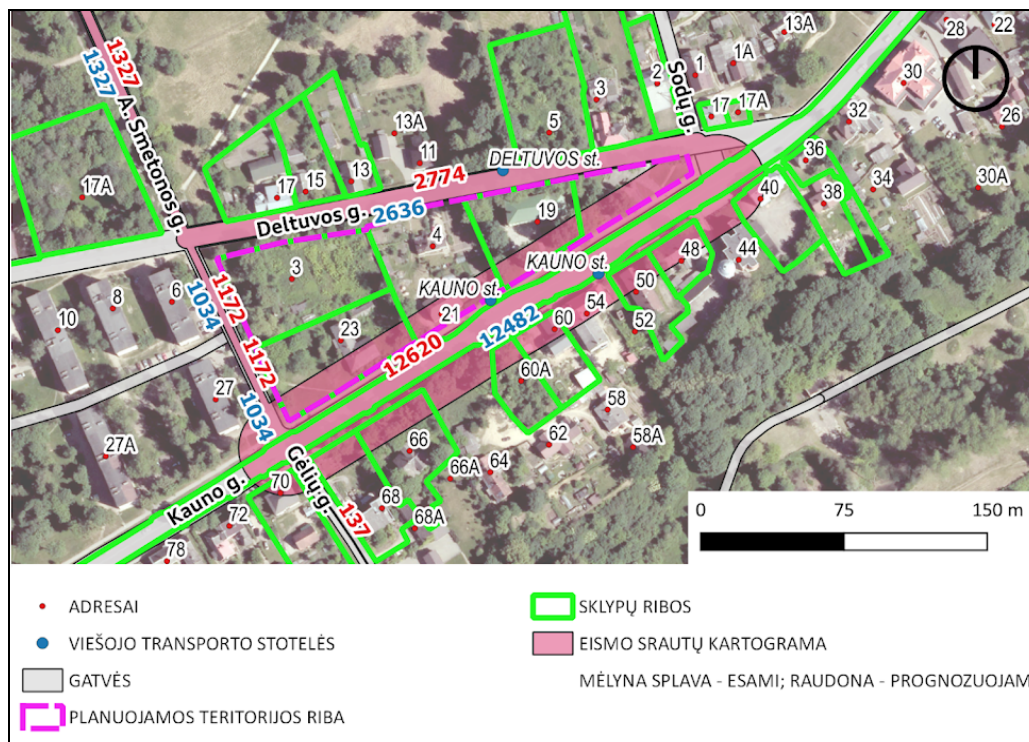 1327
1327
A. Smetonos g.
17A
17
15
13
13A
11
5
3
2
Sodų g.
1
1A
13A
17
17A
28
22
30
26
32
36
34
38
30A
40
DELTUVOS st.
2774
2636
Deltuvos g.
4
19
3
KAUNO st.
KAUNO st.
48
44
50
54
52
21
23
12620
12482
60
60A
58
58A
62
64
6
8
10
1172
1034
1172
1034
27
27A
66
66A
68
68A
70
72
78
Kauno g.
Gėlių g.
137
0 75 150 m
ADRESAI
VIEŠOJO TRANSPORTO STOTELĖS
GATVĖS
PLANUOJAMOS TERITORIJOS RIBA
SKLYPŲ RIBOS
EISMO SRAUTŲ KARTOGRAMA
MĖLYNA SPLAVA - ESAMI; RAUDONA - PROGNOZUOJAM